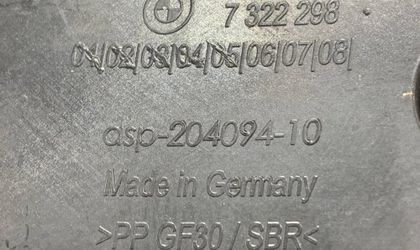 7 322 298
01/02/03/04/05/06/07/08/
asp-204094-10
Made in Germany
>PP GF30 / SBR<